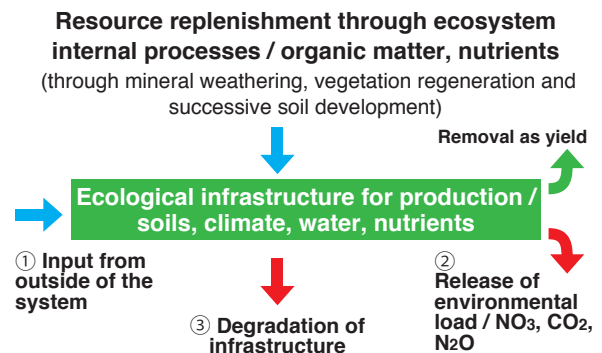 Resource replenishment through ecosystem
internal processes / organic matter, nutrients
(through mineral weathering, vegetation regeneration and
successive soil development)
Removal as yield
Ecological infrastructure for production /
soils, climate, water, nutrients
① Input from
outside of the
system
③ Degradation of
infrastructure
②
Release of
environmental
load / NO₃, CO₂,
N₂O